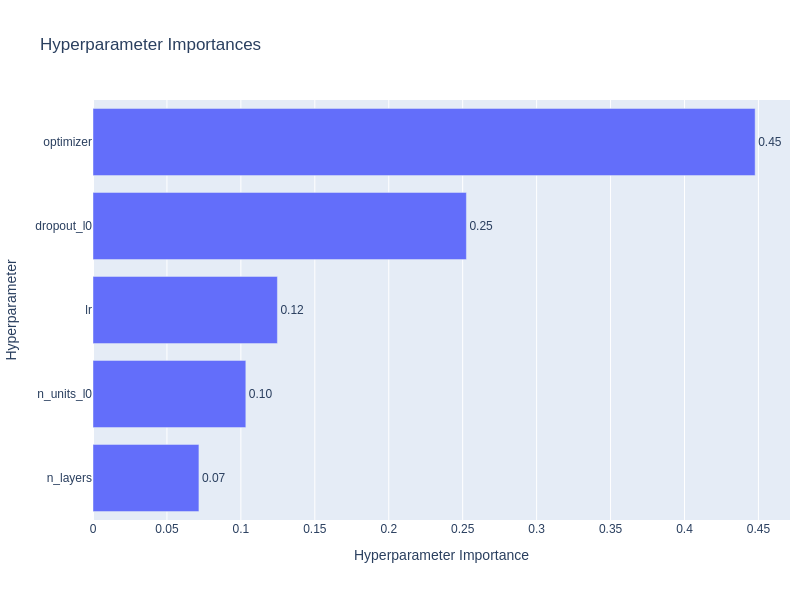 Hyperparameter Importances
Hyperparameter
optimizer 0.45
dropout_l0 0.25
lr 0.12
n_units_l0 0.10
n_layers 0.07
0 0.05 0.1 0.15 0.2 0.25 0.3 0.35 0.4 0.45
Hyperparameter Importance